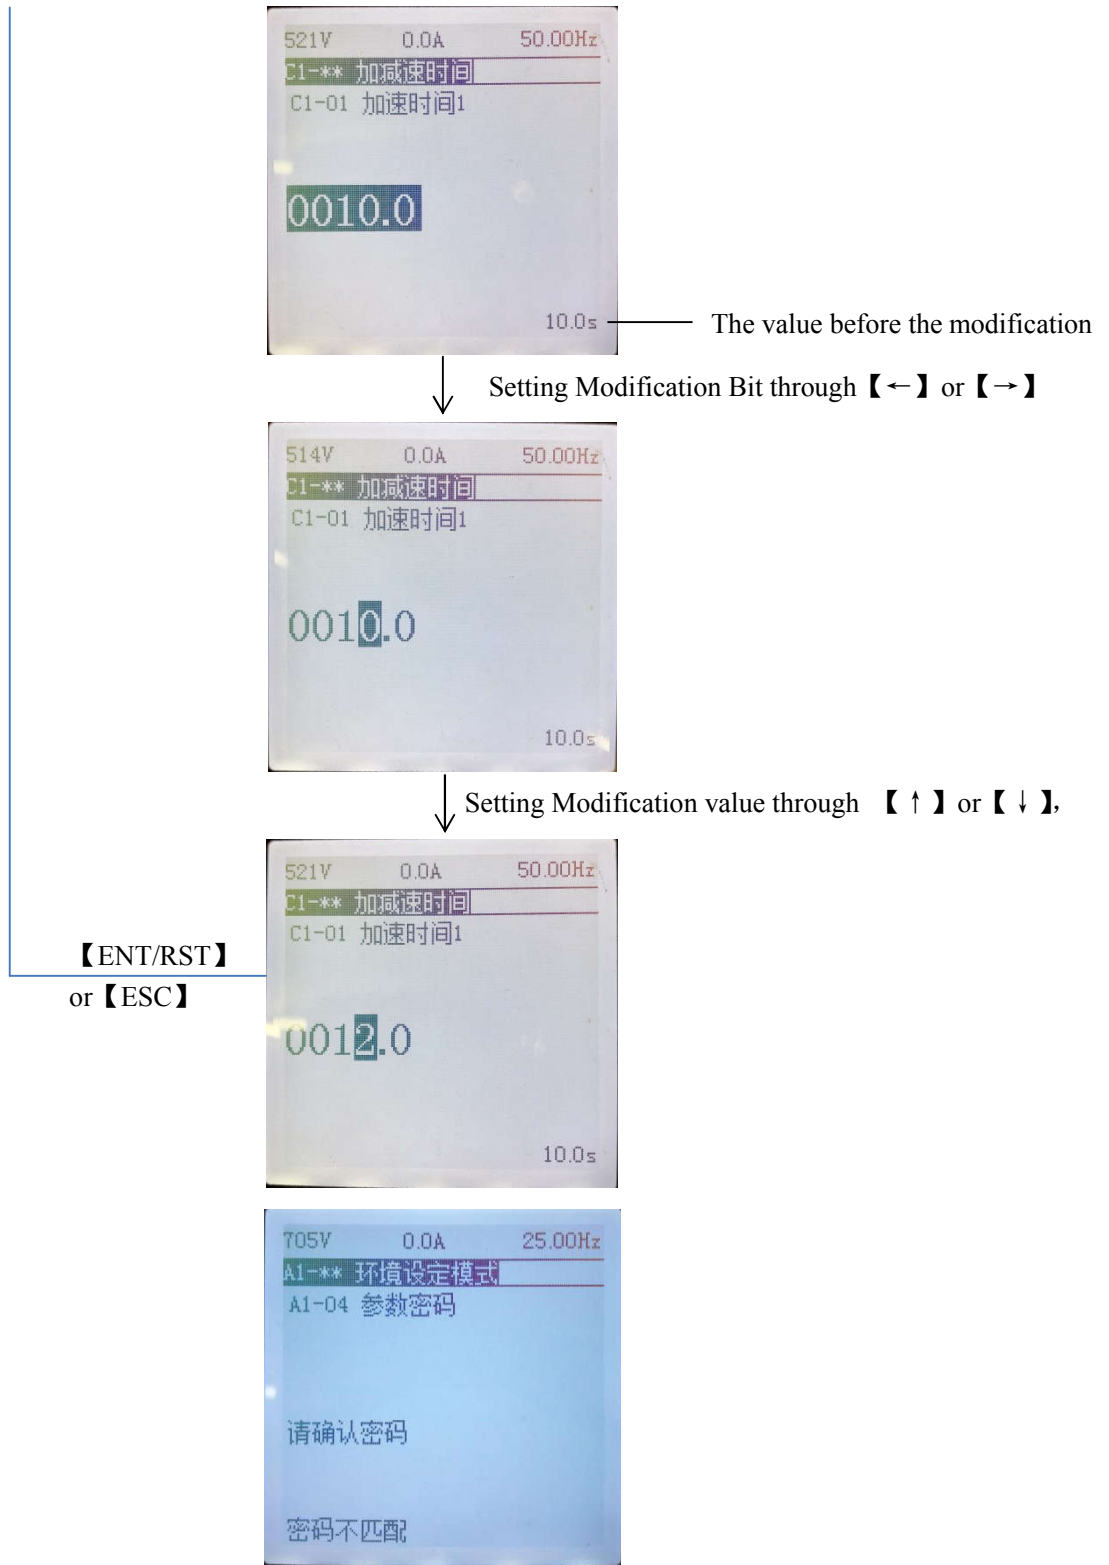 521V 0.0A 50.00Hz
C1-** 加减速时间
C1-01 加速时间1
0010.0
10.0s
The value before the modification
Setting Modification Bit through【←】or【→】
514V 0.0A 50.00Hz
C1-** 加减速时间
C1-01 加速时间1
0010.0
10.0s
Setting Modification value through 【↑】or【↓】,
521V 0.0A 50.00Hz
C1-** 加减速时间
C1-01 加速时间1
【ENT/RST】
or【ESC】
0012.0
10.0s
705V 0.0A 25.00Hz
A1-** 环境设定模式
A1-04 参数密码
请确认密码
密码不匹配